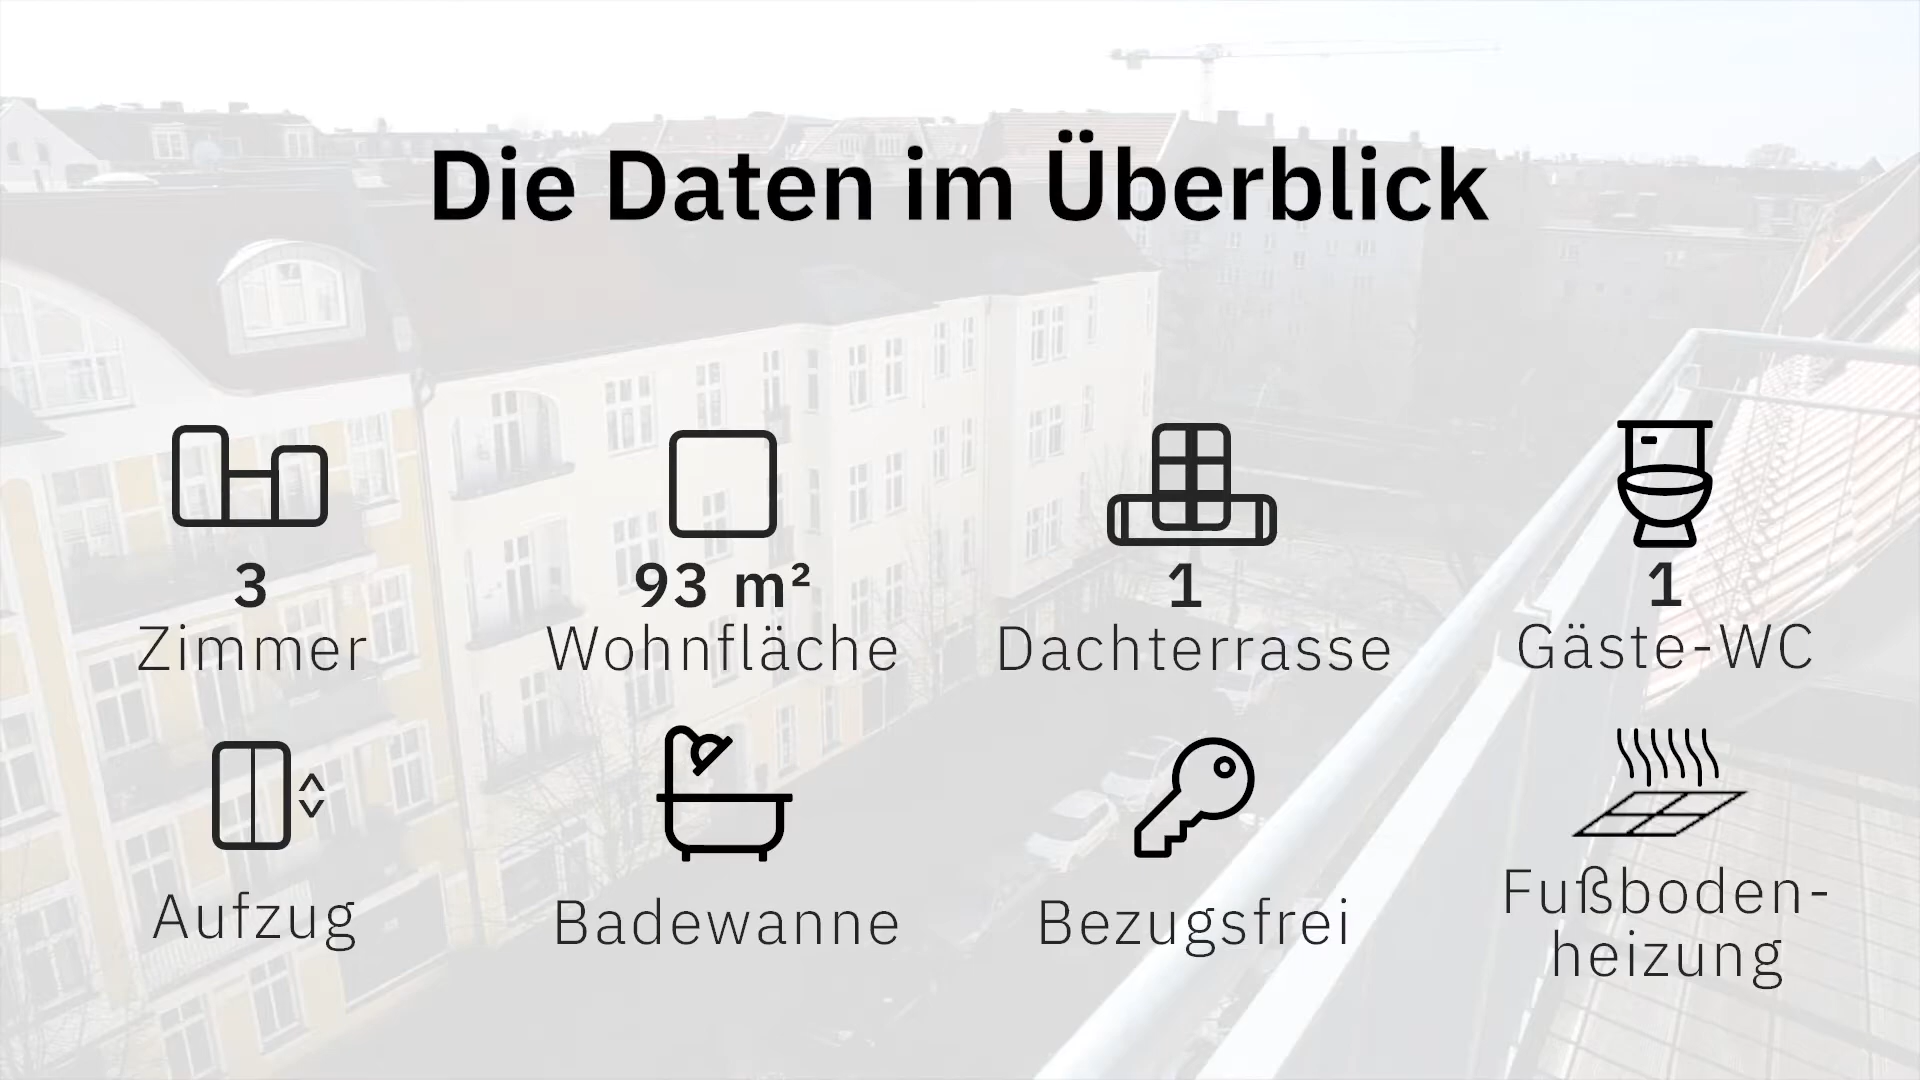 Die Daten im Überblick
3
Zimmer
93 m²
Wohnfläche
1
Dachterrasse
1
Gäste-WC
Aufzug
Badewanne
Bezugsfrei
Fußboden-
heizung